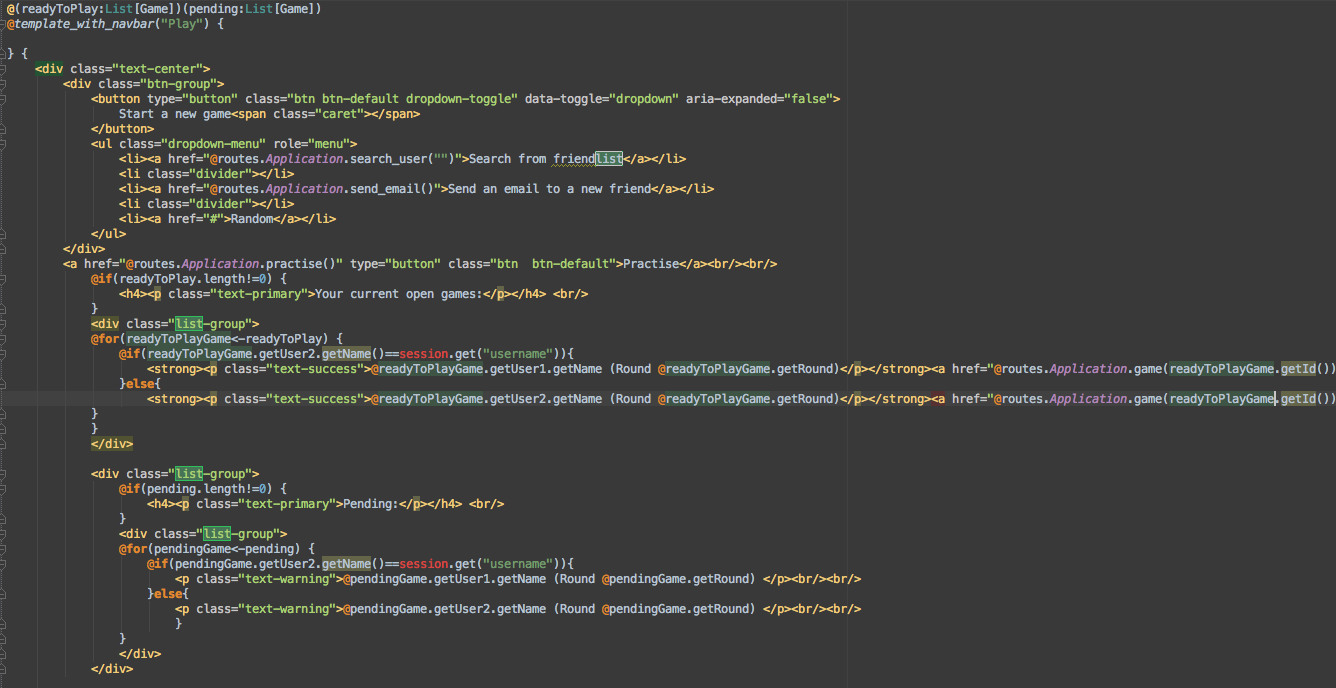 @(readyToPlay:List[Game])(pending:List[Game])
@template_with_navbar("Play") {
} {
<div class="text-center">
<div class="btn-group">
<button type="button" class="btn btn-default dropdown-toggle" data-toggle="dropdown" aria-expanded="false">
Start a new game<span class="caret"></span>
</button>
<ul class="dropdown-menu" role="menu">
<li><a href="@routes.Application.search_user("")">Search from friendlist</a></li>
<li class="divider"></li>
<li><a href="@routes.Application.send_email()">Send an email to a new friend</a></li>
<li class="divider"></li>
<li><a href="#">Random</a></li>
</ul>
</div>
<a href="@routes.Application.practise()" type="button" class="btn  btn-default">Practise</a><br/><br/>
@if(readyToPlay.length!=0) {
<h4><p class="text-primary">Your current open games:</p></h4> <br/>
}
<div class="list-group">
@for(readyToPlayGame<-readyToPlay) {
@if(readyToPlayGame.getUser2.getName()==session.get("username")){
<strong><p class="text-success">@readyToPlayGame.getUser1.getName (Round @readyToPlayGame.getRound)</p></strong><a href="@routes.Application.game(readyToPlayGame.getId())
}else{
<strong><p class="text-success">@readyToPlayGame.getUser2.getName (Round @readyToPlayGame.getRound)</p></strong><a href="@routes.Application.game(readyToPlayGame.getId())
}
}
</div>
<div class="list-group">
@if(pending.length!=0) {
<h4><p class="text-primary">Pending:</p></h4> <br/>
}
<div class="list-group">
@for(pendingGame<-pending) {
@if(pendingGame.getUser2.getName()==session.get("username")){
<p class="text-warning">@pendingGame.getUser1.getName (Round @pendingGame.getRound) </p><br/><br/>
}else{
<p class="text-warning">@pendingGame.getUser2.getName (Round @pendingGame.getRound) </p><br/><br/>
}
}
</div>
</div>